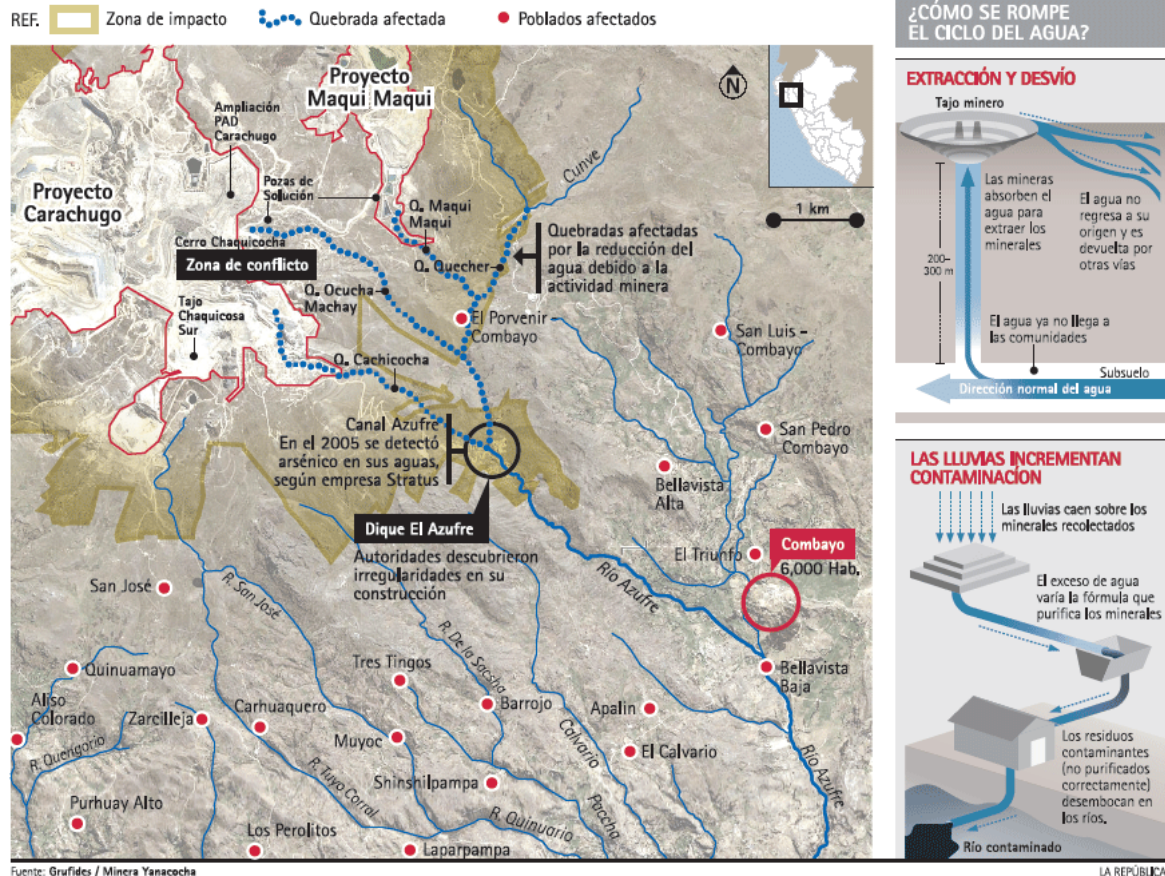 REF.
Zona de impacto
Quebrada afectada
Poblados afectados
Proyecto
Maqui Maqui
Ampliación
PAD
Carachugo
Proyecto
Carachugo
Pozas de
Solución
Q. Maqui
Maqui
Cunve
N
1 km
Cerro Chaquicocha
Zona de conflicto
Q. Quecher
Quebradas afectadas
por la reducción del
agua debido a la
actividad minera
Q. Ocucha
Machay
Tajo
Chaquicosa
Sur
El Porvenir -
Combayo
San Luis -
Combayo
Q. Cachicocha
Canal Azufre
En el 2005 se detectó
arsénico en sus aguas,
según empresa Stratus
San Pedro
Combayo
Bellavista
Alta
Dique El Azufre
Autoridades descubrieron
irregularidades en su
construcción
El Triunfo
Combayo
6,000 Hab.
Río Azufre
San José
R. San José
R. De la Sacsha
Quinuamayo
Tres Tingos
Bellavista
Baja
Aliso
Colorado
Zarcilleja
Carhuaquero
Barrojo
Apalin
R. Querigorio
Muyoc
Calvario
El Calvario
Río Azufre
Shinshilpampa
R. Tuyo Corral
Paccha
Purhuay Alto
R. Quinuario
Los Perolitos
Laparpampa
Fuente: Grufides / Minera Yanacocha
¿CÓMO SE ROMPE
EL CICLO DEL AGUA?
EXTRACCIÓN Y DESVÍO
Tajo minero
Las mineras
absorben el
agua para
extraer los
minerales
El agua no
regresa a su
origen y es
devuelta por
otras vías
200-
300 m
El agua ya no llega a
las comunidades
Subsuelo
Dirección normal del agua
LAS LLUVIAS INCREMENTAN
CONTAMINACÍON
Las lluvias caen sobre los
minerales recolectados
El exceso de agua
varía la fórmula que
purifica los minerales
Los residuos
contaminantes
(no purificados
correctamente)
desembocan en
los ríos.
Río contaminado
LA REPÚBLICA